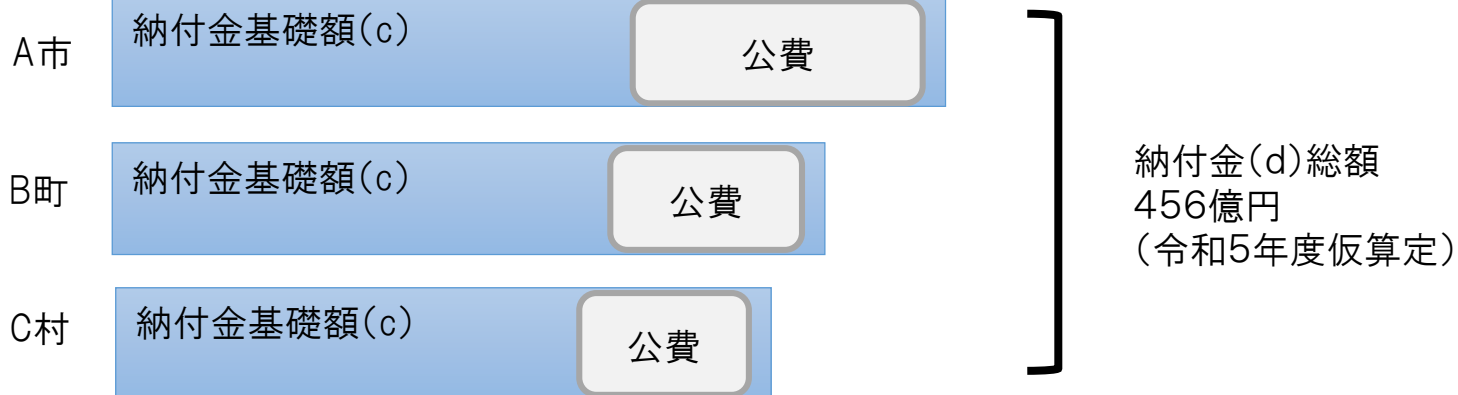 A市
納付金基礎額(c)
公費
B町
納付金基礎額(c)
公費
C村
納付金基礎額(c)
公費
納付金(d)総額
456億円
(令和5年度仮算定)